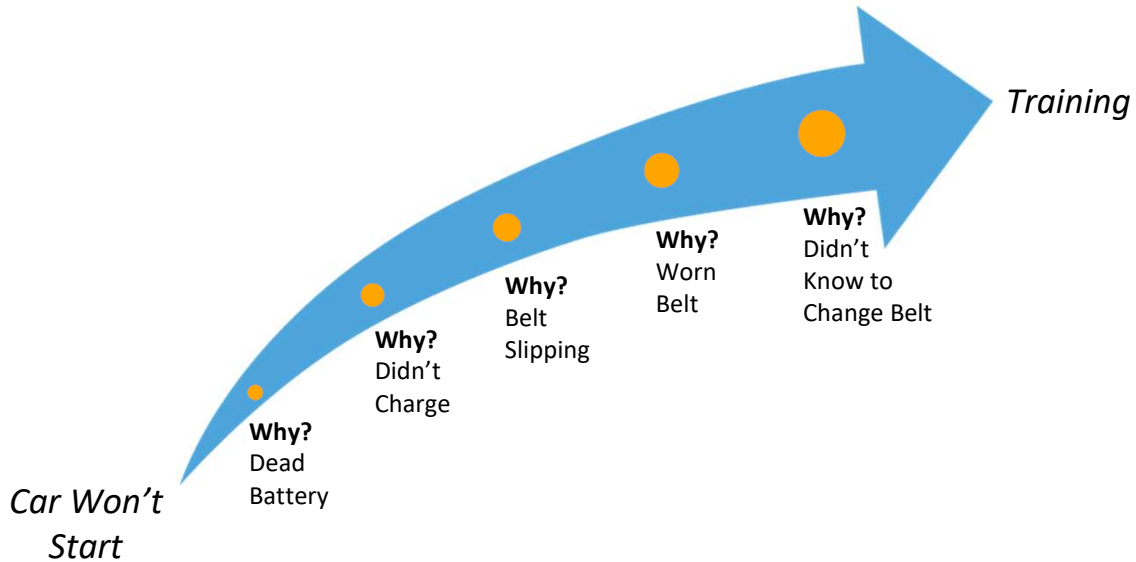 Car Won’t
Start
Why?
Dead
Battery
Why?
Didn’t
Charge
Why?
Belt
Slipping
Why?
Worn
Belt
Why?
Didn’t
Know to
Change Belt
Training